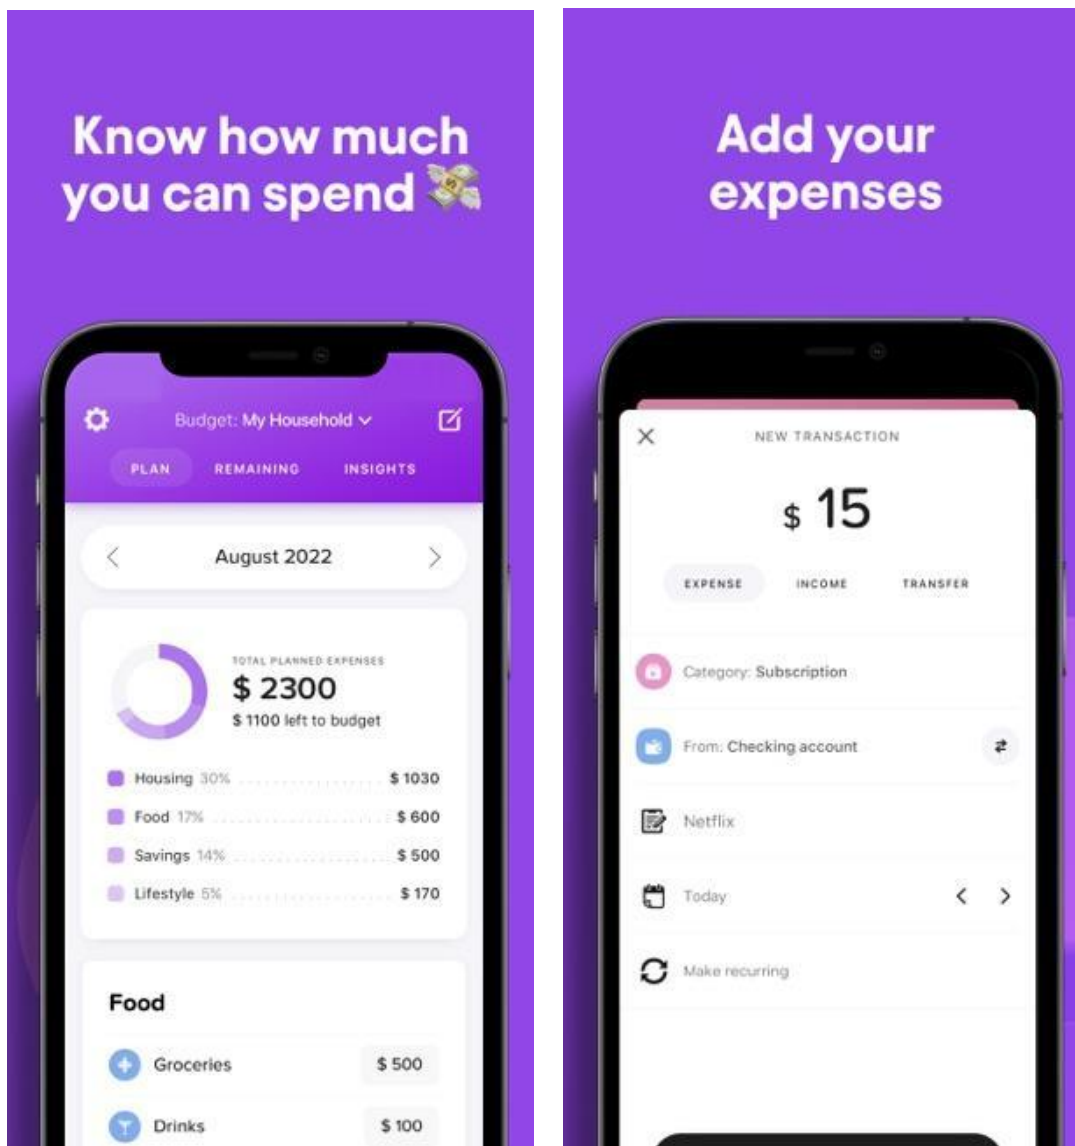 Know how much
you can spend 💸
Budget: My Household
PLAN REMAINING INSIGHTS
August 2022
TOTAL PLANNED EXPENSES
$ 2300
$ 1100 left to budget
Housing 30% $ 1030
Food 17% $ 600
Savings 14% $ 500
Lifestyle 5% $ 170
Food
Groceries $ 500
Drinks $ 100
Add your
expenses
NEW TRANSACTION
$ 15
EXPENSE INCOME TRANSFER
Category: Subscription
From: Checking account
Netflix
Today
Make recurring